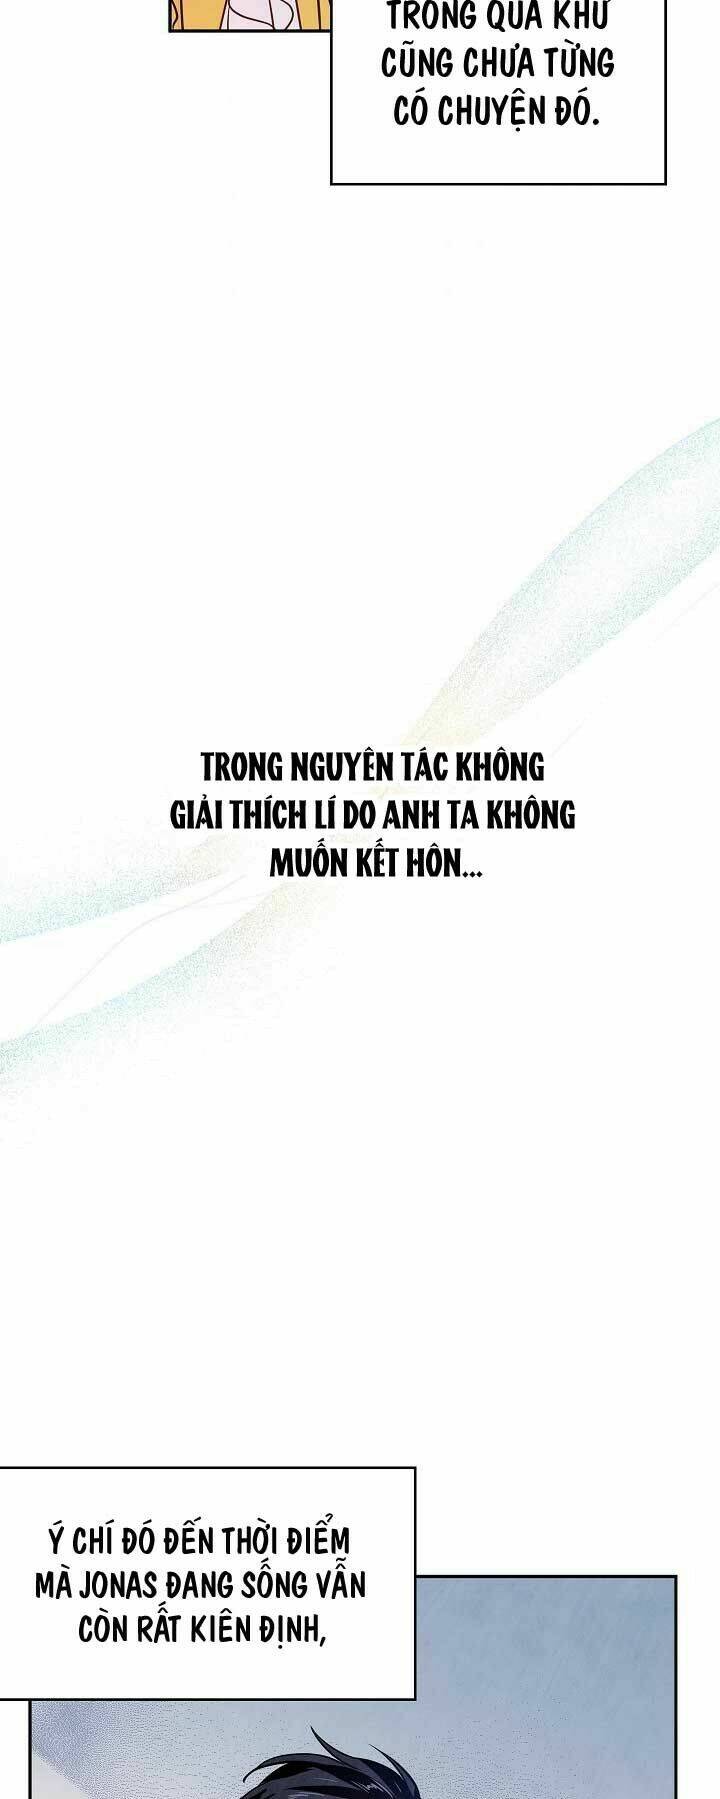 TRONG QUÁ KHỨ
CŨNG CHƯA TỪNG
CÓ CHUYỆN ĐÓ.
TRONG NGUYÊN TÁC KHÔNG
GIẢI THÍCH LÍ DO ANH TA KHÔNG
MUỐN KẾT HÔN...
Ý CHÍ ĐÓ ĐẾN THỜI ĐIỂM
MÀ JONAS ĐANG SỐNG VẪN
CÒN RẤT KIÊN ĐỊNH,